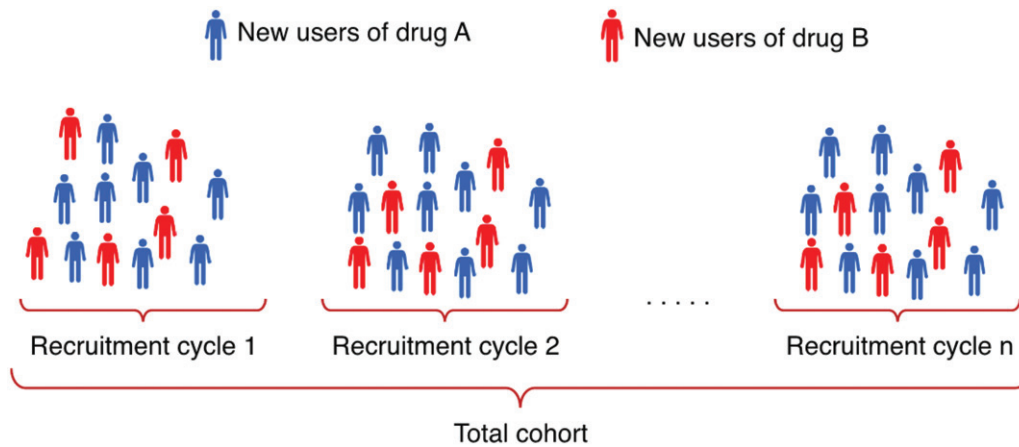 New users of drug A
New users of drug B
. . . . .
Recruitment cycle 1
Recruitment cycle 2
Recruitment cycle n
Total cohort